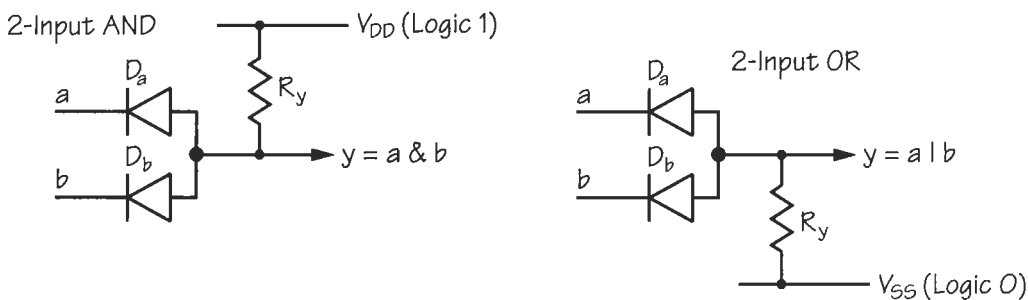 2-Input AND
V_DD (Logic 1)
D_a
a
R_y
D_b
b
y = a & b
2-Input OR
D_a
a
D_b
b
y = a | b
R_y
V_SS (Logic 0)